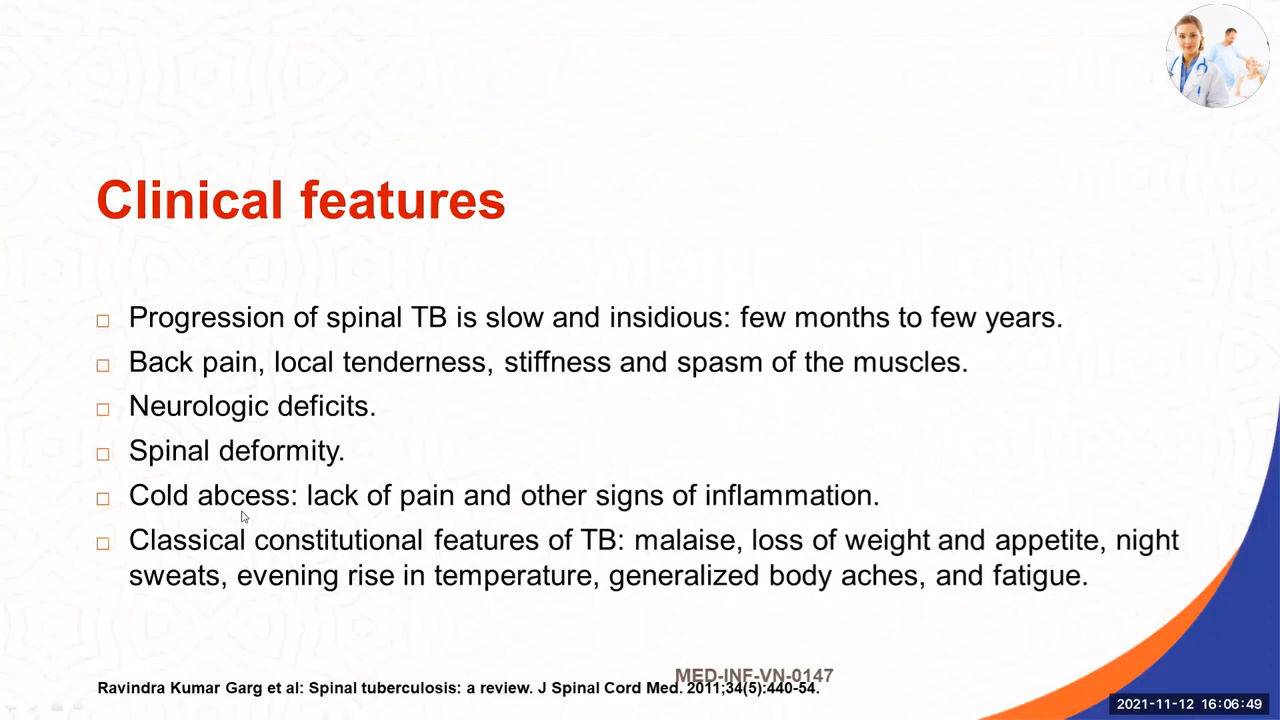 Clinical features
Progression of spinal TB is slow and insidious: few months to few years.
Back pain, local tenderness, stiffness and spasm of the muscles.
Neurologic deficits.
Spinal deformity.
Cold abcess: lack of pain and other signs of inflammation.
Classical constitutional features of TB: malaise, loss of weight and appetite, night
sweats, evening rise in temperature, generalized body aches, and fatigue.
MED-INF-VN-0147
Ravindra Kumar Garg et al: Spinal tuberculosis: a review. J Spinal Cord Med. 2011;34(5):440-54.
2021-11-12 16:06:49